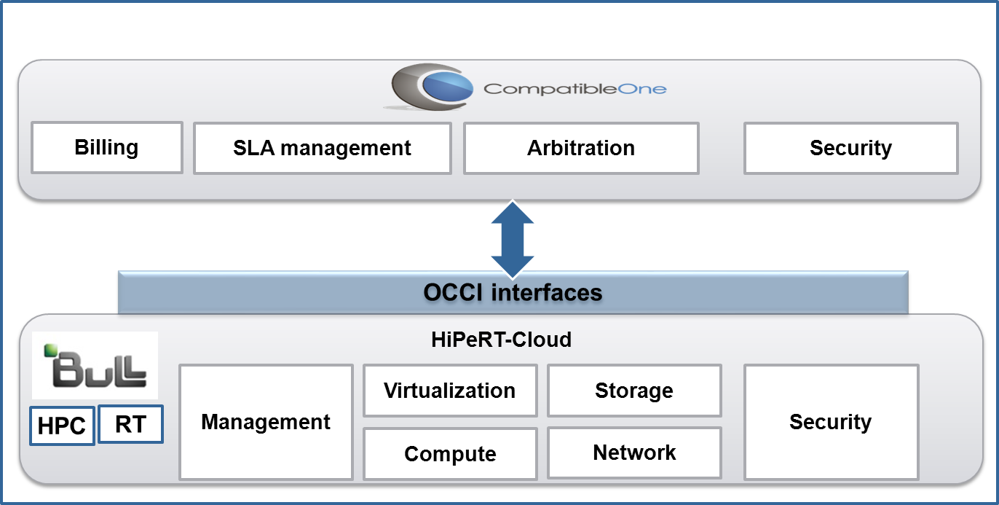 CompatibleOne
Billing
SLA management
Arbitration
Security
OCCI interfaces
HiPeRT-Cloud
Bull
HPC
RT
Management
Virtualization
Storage
Compute
Network
Security